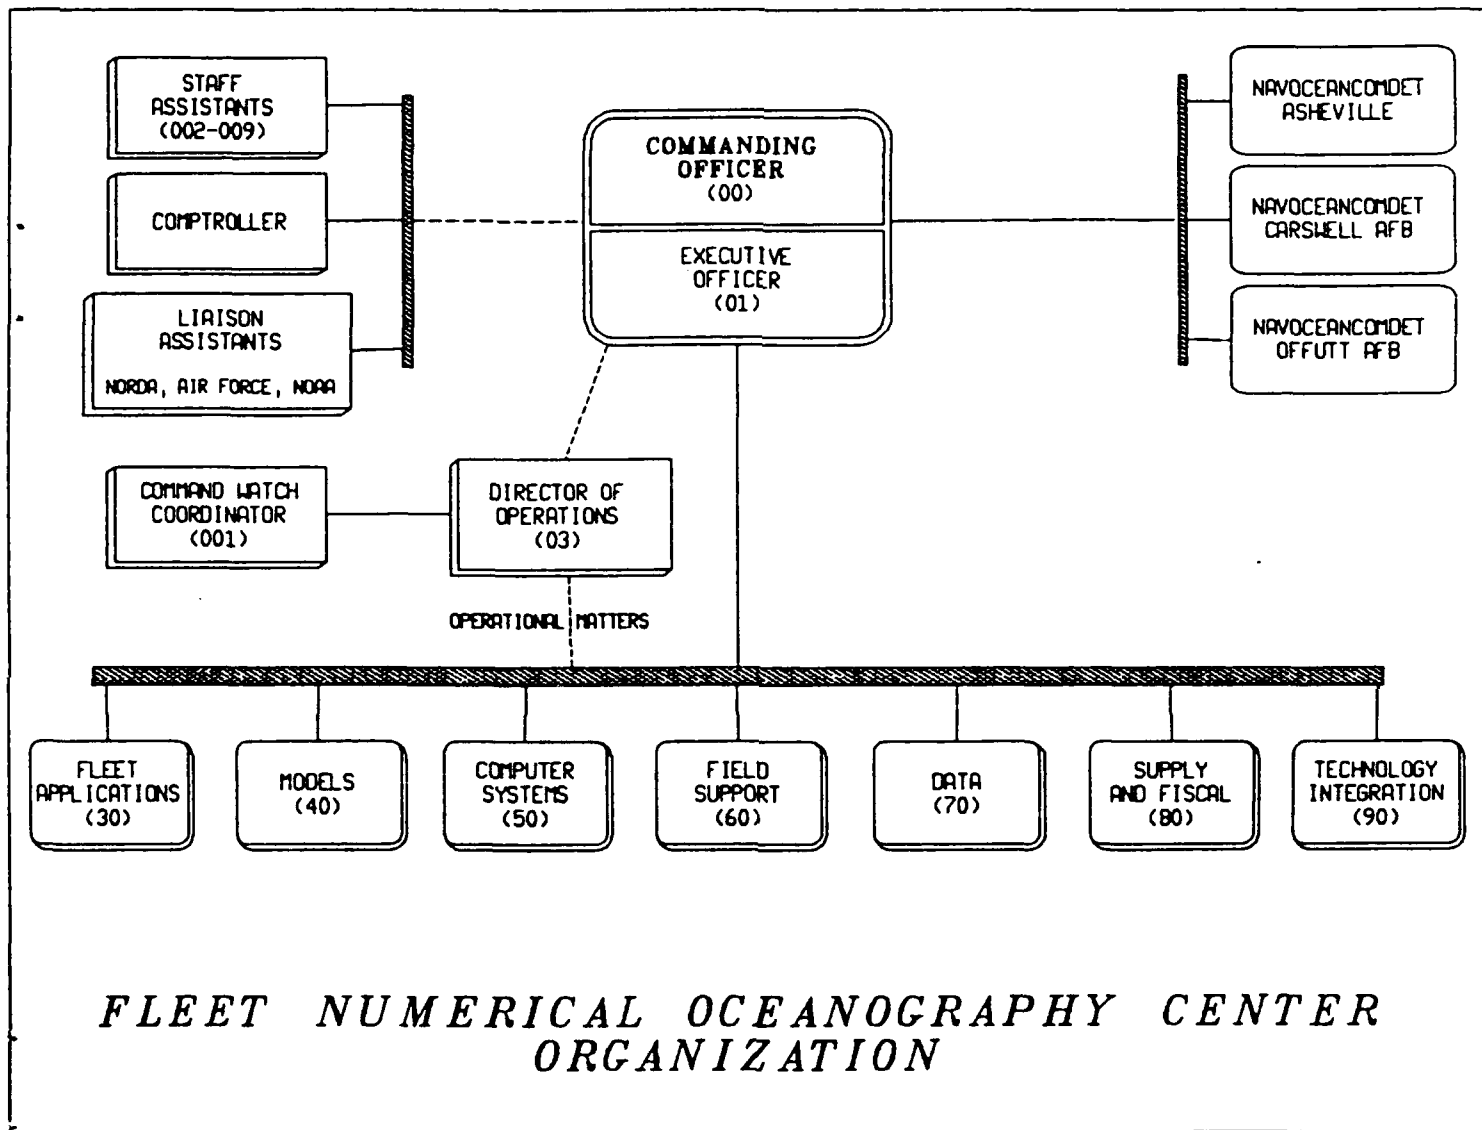 STAFF
ASSISTANTS
(002-009)
COMPTROLLER
LIAISON
ASSISTANTS
NORDA, AIR FORCE, NOAA
COMMANDING
OFFICER
(00)
EXECUTIVE
OFFICER
(01)
NAVOCEANCOMDET
ASHEVILLE
NAVOCEANCOMDET
CARSWELL AFB
NAVOCEANCOMDET
OFFUTT AFB
COMMAND WATCH
COORDINATOR
(001)
DIRECTOR OF
OPERATIONS
(03)
OPERATIONAL MATTERS
FLEET
APPLICATIONS
(30)
MODELS
(40)
COMPUTER
SYSTEMS
(50)
FIELD
SUPPORT
(60)
DATA
(70)
SUPPLY
AND FISCAL
(80)
TECHNOLOGY
INTEGRATION
(90)
FLEET NUMERICAL OCEANOGRAPHY CENTER
ORGANIZATION